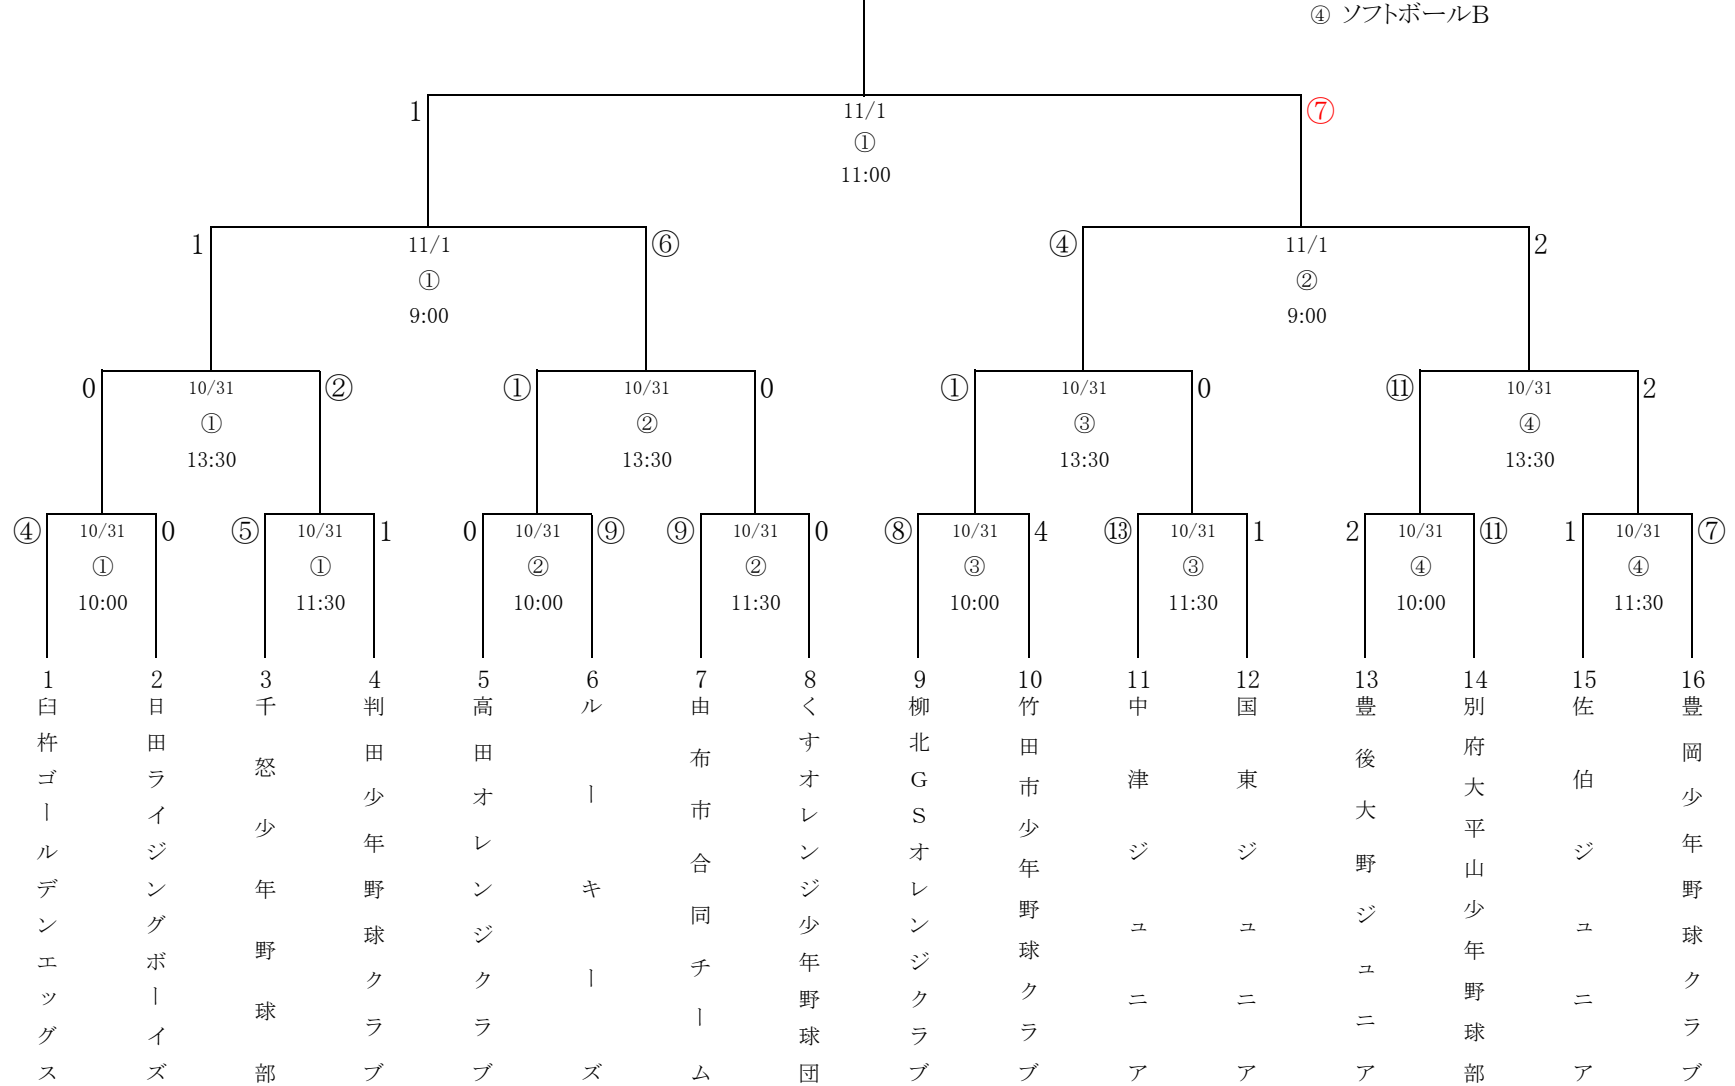 ④ ソフトボールB
1 11/1 ⑦
①
11:00
1 11/1 ⑥ ④ 11/1 2
① ②
9:00 9:00
0 10/31 ② ① 10/31 0 ① 10/31 0 ⑪ 10/31 2
① ② ③ ④
13:30 13:30 13:30 13:30
④ 10/31 0 ⑤ 10/31 1 0 10/31 ⑨ ⑨ 10/31 0 ⑧ 10/31 4 ⑬ 10/31 1 2 10/31 ⑪ 1 10/31 ⑦
① ① ② ② ③ ③ ④ ④
10:00 11:30 10:00 11:30 10:00 11:30 10:00 11:30
1 2 3 4 5 6 7 8 9 10 11 12 13 14 15 16
臼杵ゴールデンエッグス
日田ライジングボーイズ
千怒少年野球部
判田少年野球クラブ
高田オレンジクラブ
ルーキーズ
由布市合同チーム
くすオレンジ少年野球団
柳北GSオレンジクラブ
竹田市少年野球クラブ
中津ジュニア
国東ジュニア
豊後大野ジュニア
別府大平山少年野球部
佐伯ジュニア
豊岡少年野球クラブ